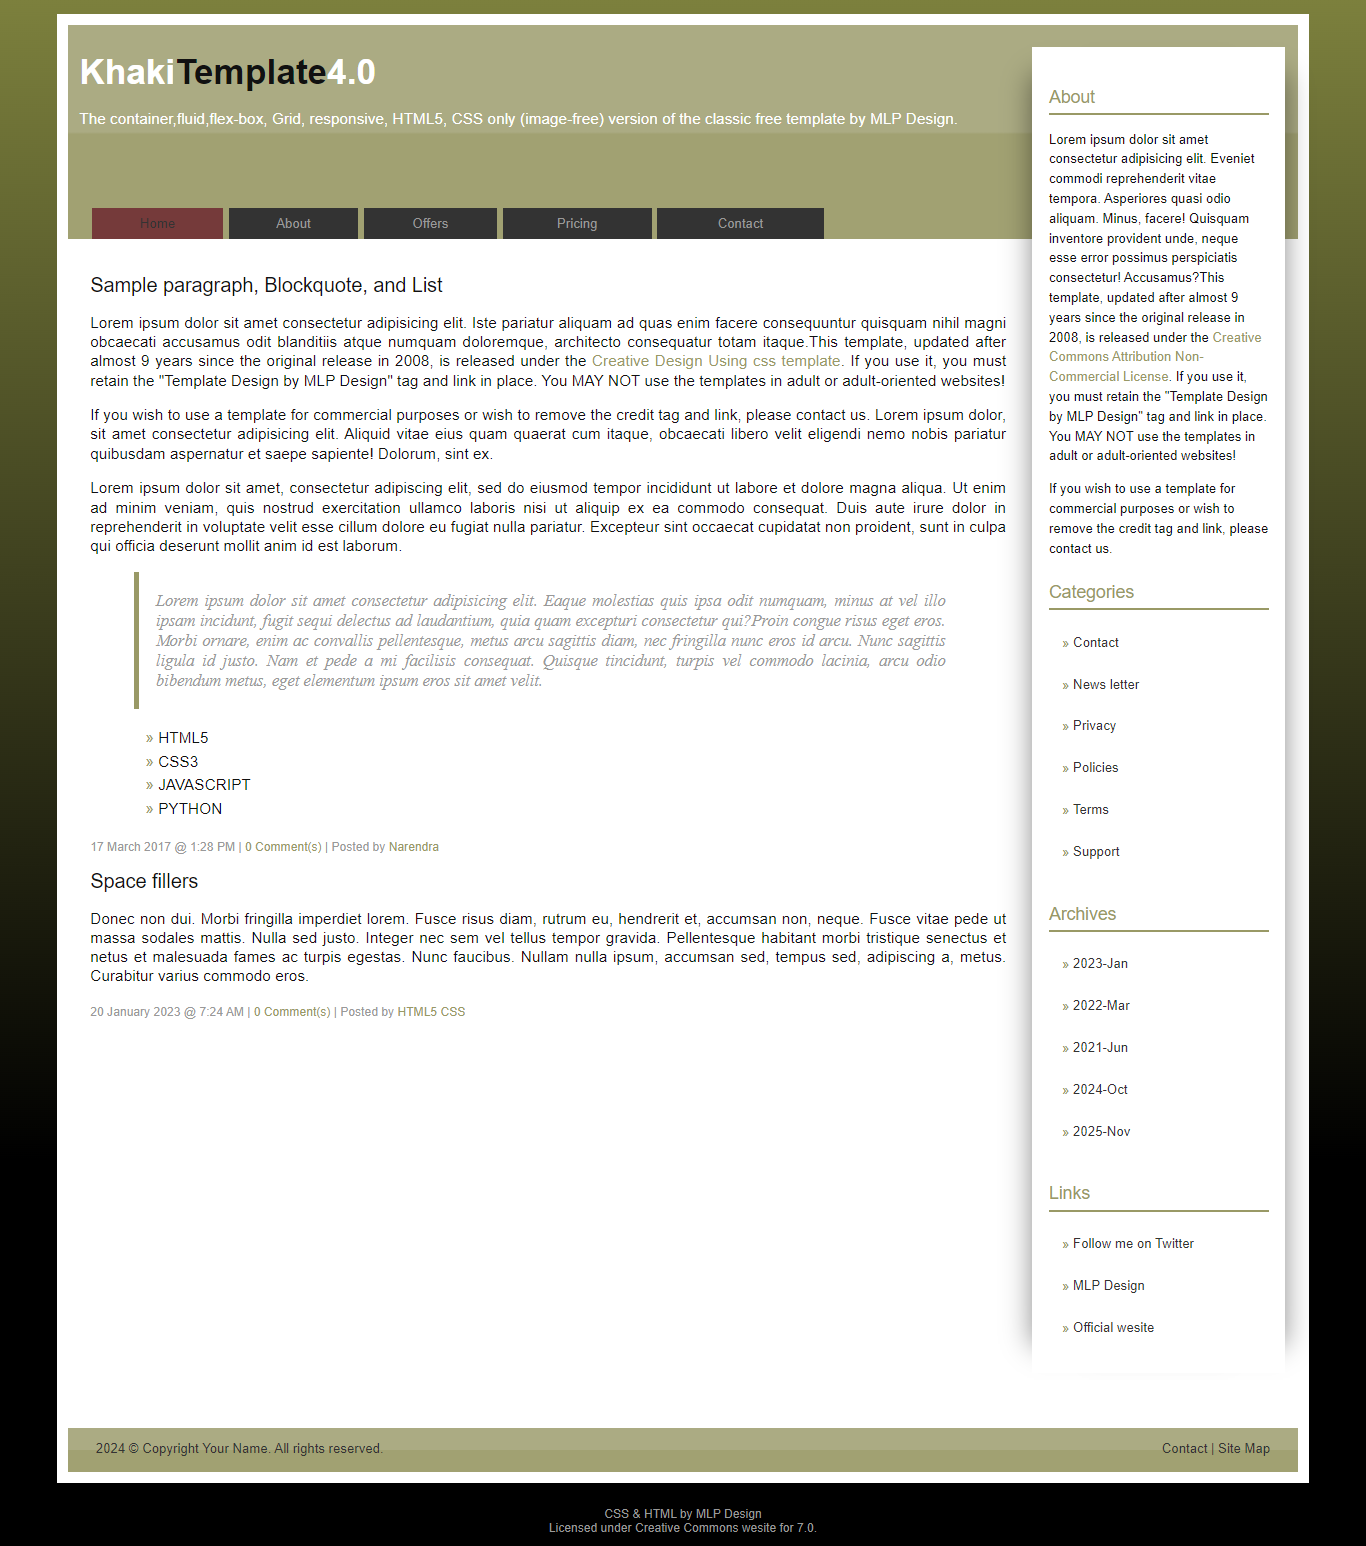 KhakiTemplate4.0
The container,fluid,flex-box, Grid, responsive, HTML5, CSS only (image-free) version of the classic free template by MLP Design.
Home About Offers Pricing Contact
Sample paragraph, Blockquote, and List
Lorem ipsum dolor sit amet consectetur adipisicing elit. Iste pariatur aliquam ad quas enim facere consequuntur quisquam nihil magni
obcaecati accusamus odit blanditiis atque numquam doloremque, architecto consequatur totam itaque.This template, updated after
almost 9 years since the original release in 2008, is released under the Creative Design Using css template. If you use it, you must
retain the "Template Design by MLP Design" tag and link in place. You MAY NOT use the templates in adult or adult-oriented websites!
If you wish to use a template for commercial purposes or wish to remove the credit tag and link, please contact us. Lorem ipsum dolor,
sit amet consectetur adipisicing elit. Aliquid vitae eius quam quaerat cum itaque, obcaecati libero velit eligendi nemo nobis pariatur
quibusdam aspernatur et saepe sapiente! Dolorum, sint ex.
Lorem ipsum dolor sit amet, consectetur adipiscing elit, sed do eiusmod tempor incididunt ut labore et dolore magna aliqua. Ut enim
ad minim veniam, quis nostrud exercitation ullamco laboris nisi ut aliquip ex ea commodo consequat. Duis aute irure dolor in
reprehenderit in voluptate velit esse cillum dolore eu fugiat nulla pariatur. Excepteur sint occaecat cupidatat non proident, sunt in culpa
qui officia deserunt mollit anim id est laborum.
Lorem ipsum dolor sit amet consectetur adipisicing elit. Eaque molestias quis ipsa odit numquam, minus at vel illo
ipsam incidunt, fugit sequi delectus ad laudantium, quia quam excepturi consectetur qui?Proin congue risus eget eros.
Morbi ornare, enim ac convallis pellentesque, metus arcu sagittis diam, nec fringilla nunc eros id arcu. Nunc sagittis
ligula id justo. Nam et pede a mi facilisis consequat. Quisque tincidunt, turpis vel commodo lacinia, arcu odio
bibendum metus, eget elementum ipsum eros sit amet velit.
» HTML5
» CSS3
» JAVASCRIPT
» PYTHON
17 March 2017 @ 1:28 PM | 0 Comment(s) | Posted by Narendra
Space fillers
Donec non dui. Morbi fringilla imperdiet lorem. Fusce risus diam, rutrum eu, hendrerit et, accumsan non, neque. Fusce vitae pede ut
massa sodales mattis. Nulla sed justo. Integer nec sem vel tellus tempor gravida. Pellentesque habitant morbi tristique senectus et
netus et malesuada fames ac turpis egestas. Nunc faucibus. Nullam nulla ipsum, accumsan sed, tempus sed, adipiscing a, metus.
Curabitur varius commodo eros.
20 January 2023 @ 7:24 AM | 0 Comment(s) | Posted by HTML5 CSS
About
Lorem ipsum dolor sit amet
consectetur adipisicing elit. Eveniet
commodi reprehenderit vitae
tempora. Asperiores quasi odio
aliquam. Minus, facere! Quisquam
inventore provident unde, neque
esse error possimus perspiciatis
consectetur! Accusamus?This
template, updated after almost 9
years since the original release in
2008, is released under the Creative
Commons Attribution Non-
Commercial License. If you use it,
you must retain the "Template Design
by MLP Design" tag and link in place.
You MAY NOT use the templates in
adult or adult-oriented websites!
If you wish to use a template for
commercial purposes or wish to
remove the credit tag and link, please
contact us.
Categories
» Contact
» News letter
» Privacy
» Policies
» Terms
» Support
Archives
» 2023-Jan
» 2022-Mar
» 2021-Jun
» 2024-Oct
» 2025-Nov
Links
» Follow me on Twitter
» MLP Design
» Official wesite
2024 © Copyright Your Name. All rights reserved.
Contact | Site Map
CSS & HTML by MLP Design
Licensed under Creative Commons wesite for 7.0.